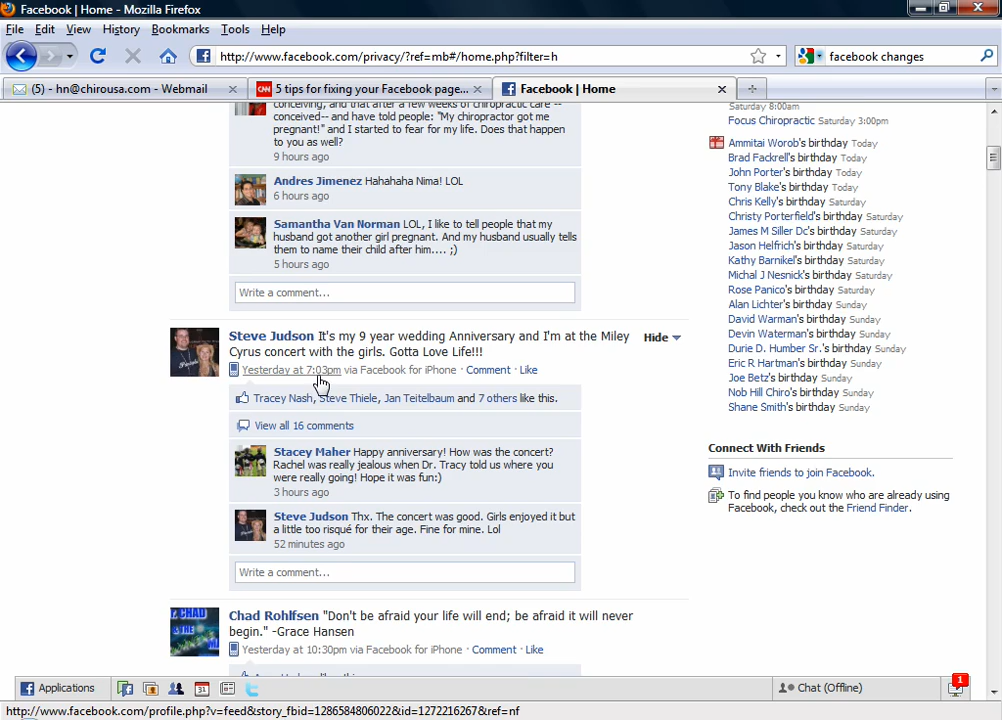 Facebook | Home - Mozilla Firefox
File Edit View History Bookmarks Tools Help
http://www.facebook.com/privacy/?ref=mb#/home.php?filter=h
facebook changes
(5) - hn@chirousa.com - Webmail
CNN 5 tips for fixing your Facebook page...
Facebook | Home
conceiving, and that after a few weeks of chiropractic care --
conceived-- and have told people: "My chiropractor got me
pregnant!" and I started to fear for my life. Does that happen
to you as well?
9 hours ago
Andres Jimenez Hahahaha Nima! LOL
6 hours ago
Samantha Van Norman LOL, I like to tell people that my
husband got another girl pregnant. And my husband usually tells
them to name their child after him.... ;)
5 hours ago
Write a comment...
Steve Judson It's my 9 year wedding Anniversary and I'm at the Miley
Cyrus concert with the girls. Gotta Love Life!!!
Hide
Yesterday at 7:03pm via Facebook for iPhone · Comment · Like
Tracey Nash, Steve Thiele, Jan Teitelbaum and 7 others like this.
View all 16 comments
Stacey Maher Happy anniversary! How was the concert?
Rachel was really jealous when Dr. Tracy told us where you
were really going! Hope it was fun:)
3 hours ago
Steve Judson Thx. The concert was good. Girls enjoyed it but
a little too risqué for their age. Fine for mine. Lol
52 minutes ago
Write a comment...
Chad Rohlfsen "Don't be afraid your life will end; be afraid it will never
begin." -Grace Hansen
Yesterday at 10:30pm via Facebook for iPhone · Comment · Like
Saturday 8:00am
Focus Chiropractic Saturday 3:00pm
Ammitai Worob's birthday Today
Brad Fackrell's birthday Today
John Porter's birthday Today
Tony Blake's birthday Today
Chris Kelly's birthday Saturday
Christy Porterfield's birthday Saturday
James M Siller Dc's birthday Saturday
Jason Helfrich's birthday Saturday
Kathy Barnikel's birthday Saturday
Michal J Nesnick's birthday Saturday
Rose Panico's birthday Saturday
Alan Lichter's birthday Sunday
David Warman's birthday Sunday
Devin Waterman's birthday Sunday
Durie D. Humber Sr.'s birthday Sunday
Eric R Hartman's birthday Sunday
Joe Betz's birthday Sunday
Nob Hill Chiro's birthday Sunday
Shane Smith's birthday Sunday
Connect With Friends
Invite friends to join Facebook.
To find people you know who are already using
Facebook, check out the Friend Finder.
Applications
Chat (Offline)
1
http://www.facebook.com/profile.php?v=feed&story_fbid=1286584806022&id=1272216267&ref=nf